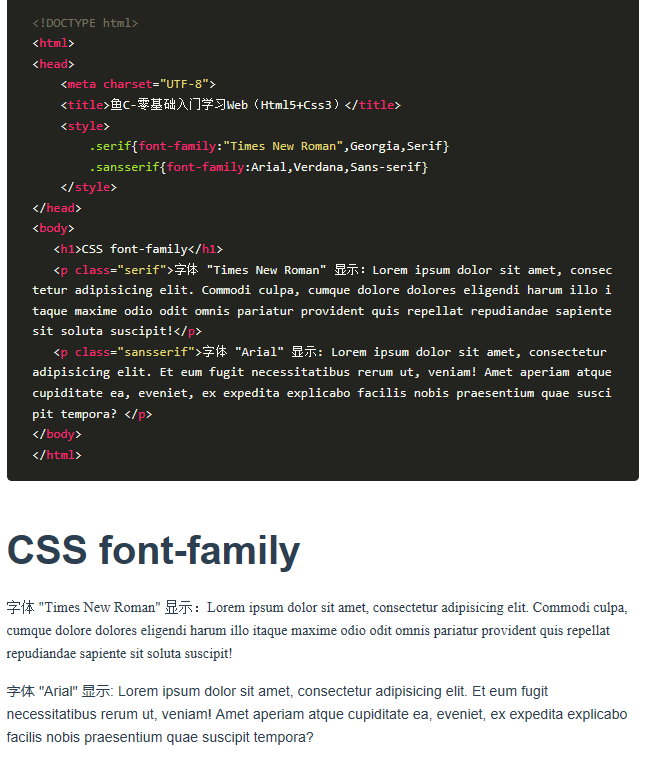 <!DOCTYPE html>
<html>
<head>
    <meta charset="UTF-8">
    <title>鱼C-零基础入门学习Web（Html5+Css3）</title>
    <style>
        .serif{font-family:"Times New Roman",Georgia,Serif}
        .sansserif{font-family:Arial,Verdana,Sans-serif}
    </style>
</head>
<body>
   <h1>CSS font-family</h1>
   <p class="serif">字体 "Times New Roman" 显示：Lorem ipsum dolor sit amet, consec
tetur adipisicing elit. Commodi culpa, cumque dolore dolores eligendi harum illo i
taque maxime odio odit omnis pariatur provident quis repellat repudiandae sapiente
sit soluta suscipit!</p>
   <p class="sansserif">字体 "Arial" 显示：Lorem ipsum dolor sit amet, consectetur
adipisicing elit. Et eum fugit necessitatibus rerum ut, veniam! Amet aperiam atque
cupiditate ea, eveniet, ex expedita explicabo facilis nobis praesentium quae susci
pit tempora? </p>
</body>
</html>
CSS font-family
字体 "Times New Roman" 显示：Lorem ipsum dolor sit amet, consectetur adipisicing elit. Commodi culpa,
cumque dolore dolores eligendi harum illo itaque maxime odio odit omnis pariatur provident quis repellat
repudiandae sapiente sit soluta suscipit!
字体 "Arial" 显示: Lorem ipsum dolor sit amet, consectetur adipisicing elit. Et eum fugit
necessitatibus rerum ut, veniam! Amet aperiam atque cupiditate ea, eveniet, ex expedita explicabo
facilis nobis praesentium quae suscipit tempora?